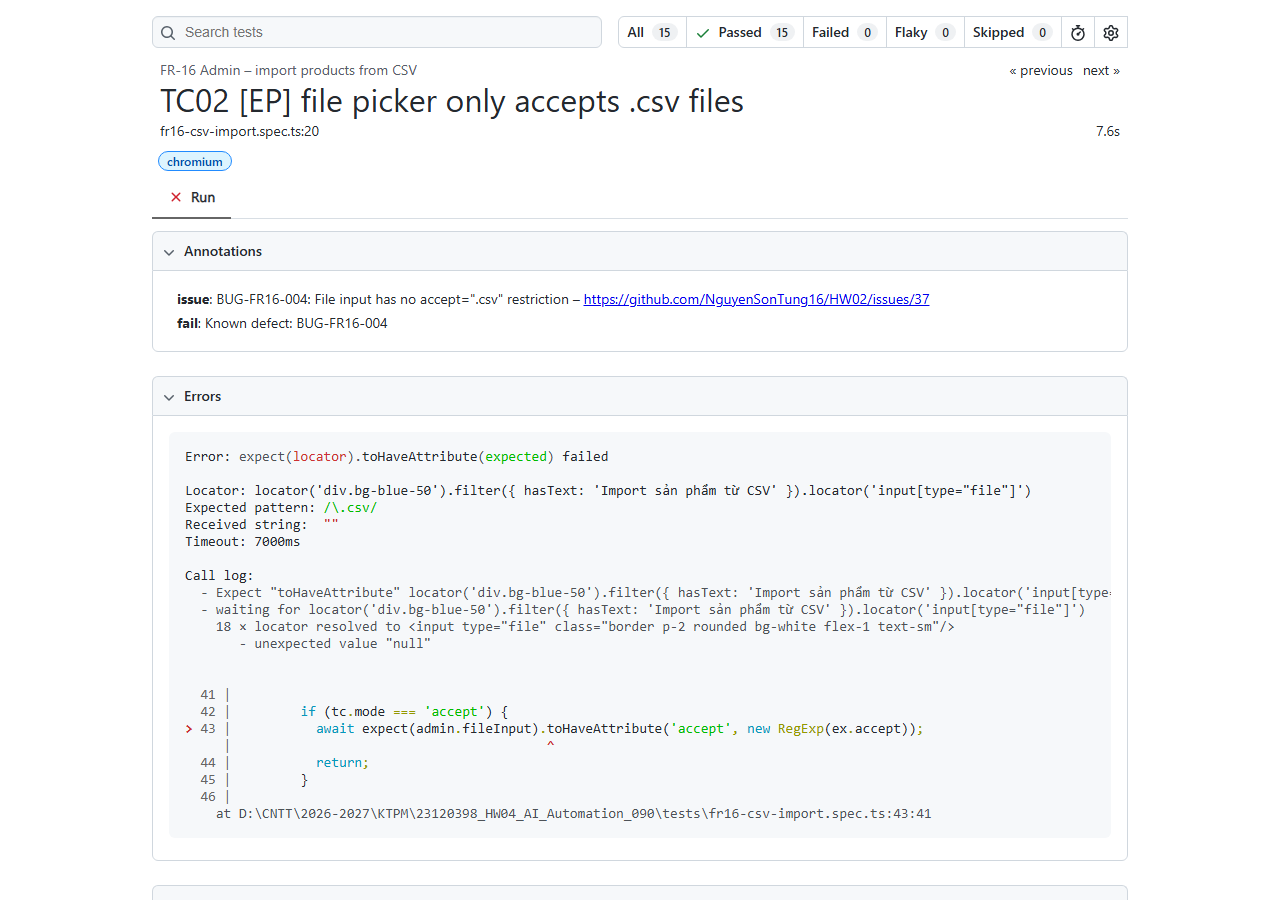 Search tests
All 15 Passed 15 Failed 0 Flaky 0 Skipped 0
FR-16 Admin – import products from CSV
« previous next »
TC02 [EP] file picker only accepts .csv files
fr16-csv-import.spec.ts:20
7.6s
chromium
Run
Annotations
issue: BUG-FR16-004: File input has no accept=".csv" restriction – https://github.com/NguyenSonTung16/HW02/issues/37
fail: Known defect: BUG-FR16-004
Errors
Error: expect(locator).toHaveAttribute(expected) failed
Locator: locator('div.bg-blue-50').filter({ hasText: 'Import sản phẩm từ CSV' }).locator('input[type="file"]')
Expected pattern: /\.csv/
Received string:  ""
Timeout: 7000ms
Call log:
  - Expect "toHaveAttribute" locator('div.bg-blue-50').filter({ hasText: 'Import sản phẩm từ CSV' }).locator('input[type=
  - waiting for locator('div.bg-blue-50').filter({ hasText: 'Import sản phẩm từ CSV' }).locator('input[type="file"]')
    18 × locator resolved to <input type="file" class="border p-2 rounded bg-white flex-1 text-sm"/>
       - unexpected value "null"
  41 |
  42 |         if (tc.mode === 'accept') {
> 43 |           await expect(admin.fileInput).toHaveAttribute('accept', new RegExp(ex.accept));
     |                                         ^
  44 |           return;
  45 |         }
  46 |
    at D:\CNTT\2026-2027\KTPM\23120398_HW04_AI_Automation_090\tests\fr16-csv-import.spec.ts:43:41